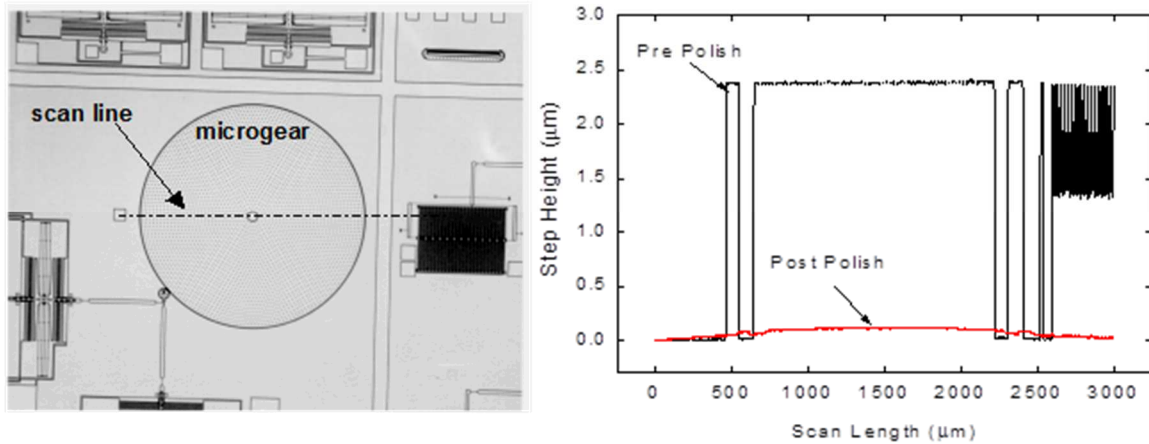 scan line
microgear
3.0
2.5
2.0
1.5
1.0
0.5
0.0
Step Height (μm)
Pre Polish
Post Polish
0 500 1000 1500 2000 2500 3000
Scan Length (μm)